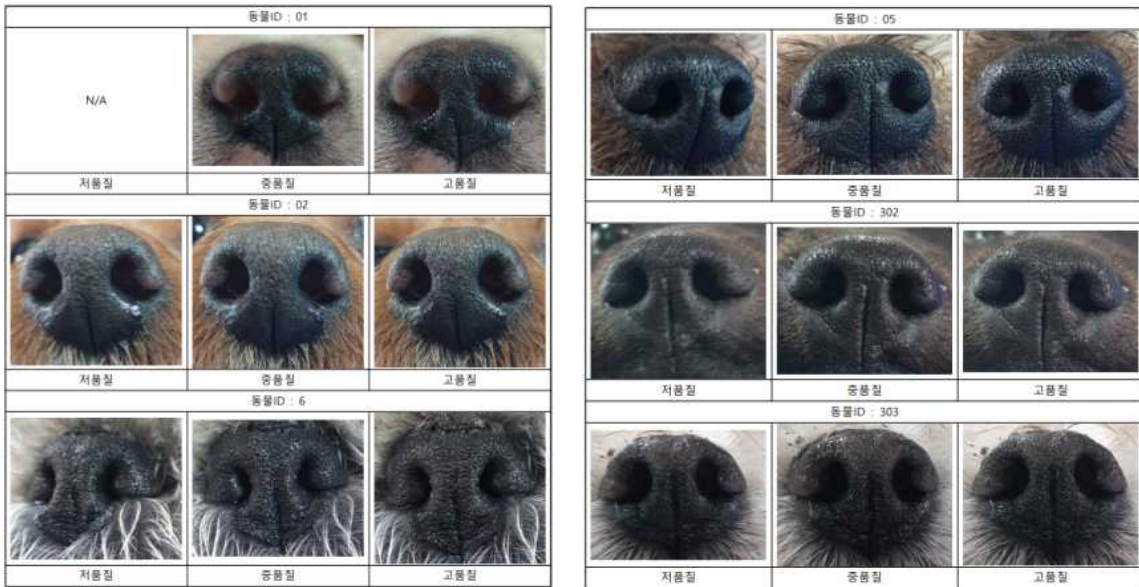 동물ID : 01
N/A
저품질 중품질 고품질
동물ID : 02
저품질 중품질 고품질
동물ID : 6
저품질 중품질 고품질
동물ID : 05
저품질 중품질 고품질
동물ID : 302
저품질 중품질 고품질
동물ID : 303
저품질 중품질 고품질